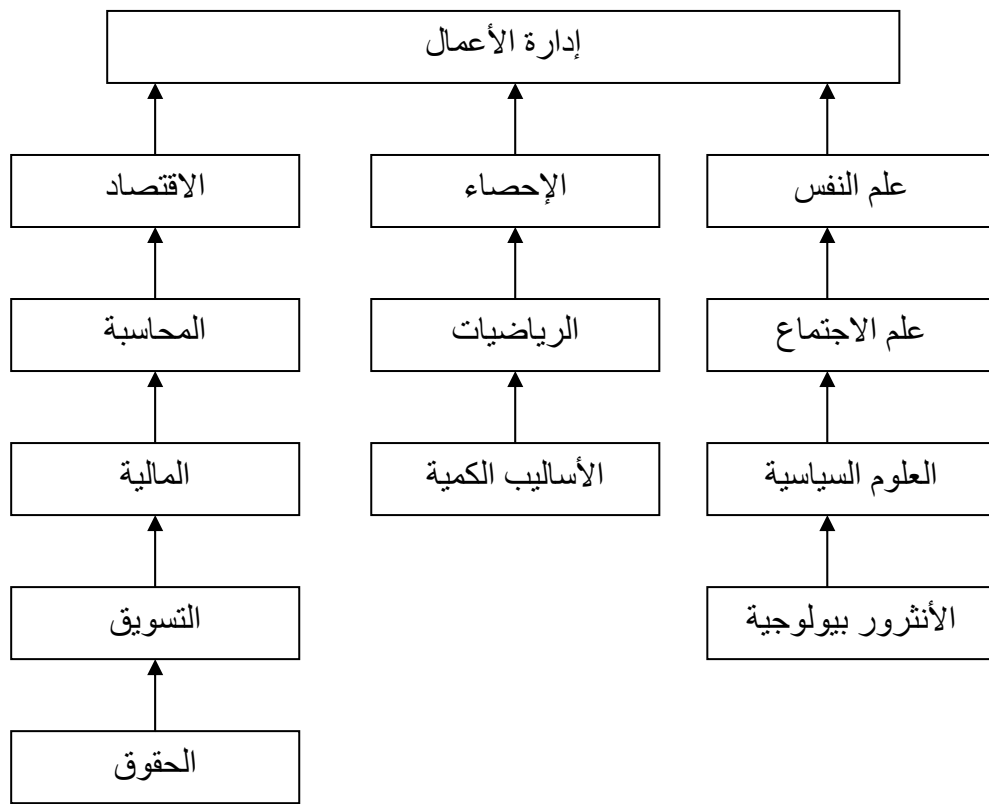 إدارة الأعمال
علم النفس
الإحصاء
الاقتصاد
علم الاجتماع
الرياضيات
المحاسبة
العلوم السياسية
الأساليب الكمية
المالية
الأنثرور بيولوجية
التسويق
الحقوق